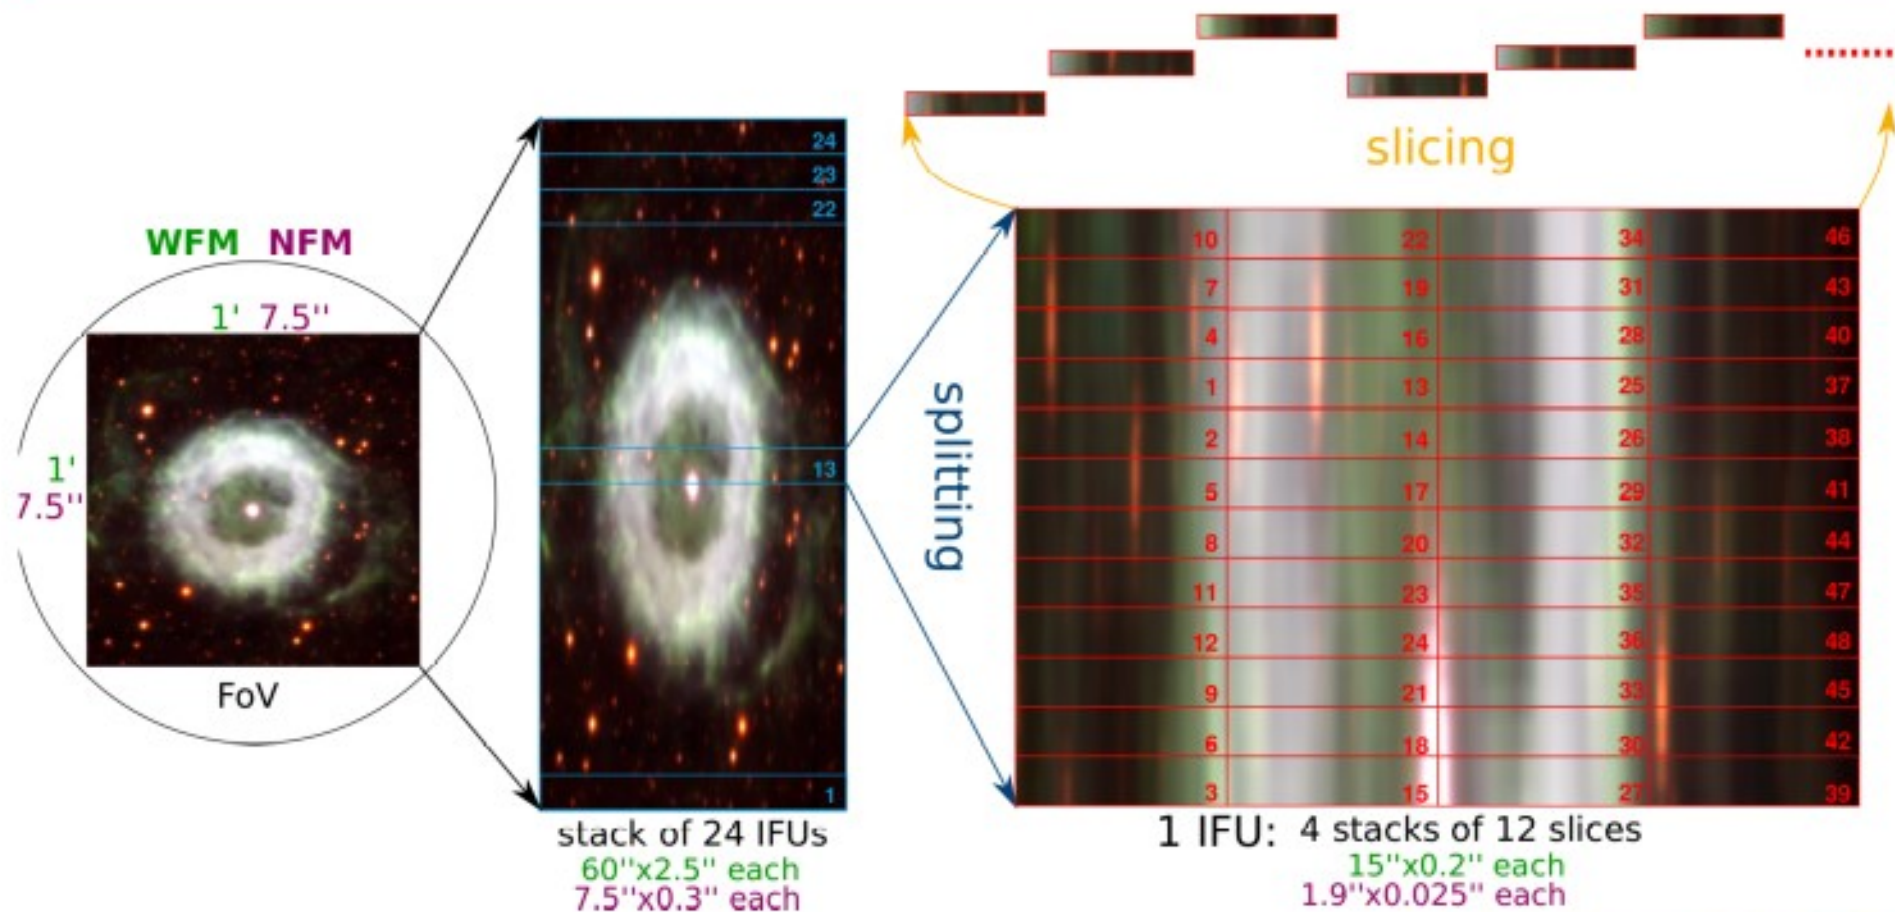 WFM NFM
1' 7.5''
1'
7.5''
FoV
24
23
22
13
1
stack of 24 IFUs
60''x2.5'' each
7.5''x0.3'' each
splitting
slicing
10 22 34 46
7 19 31 43
4 16 28 40
1 13 25 37
2 14 26 38
5 17 29 41
8 20 32 44
11 23 35 47
12 24 36 48
9 21 33 45
6 18 30 42
3 15 27 39
1 IFU: 4 stacks of 12 slices
15''x0.2'' each
1.9''x0.025'' each